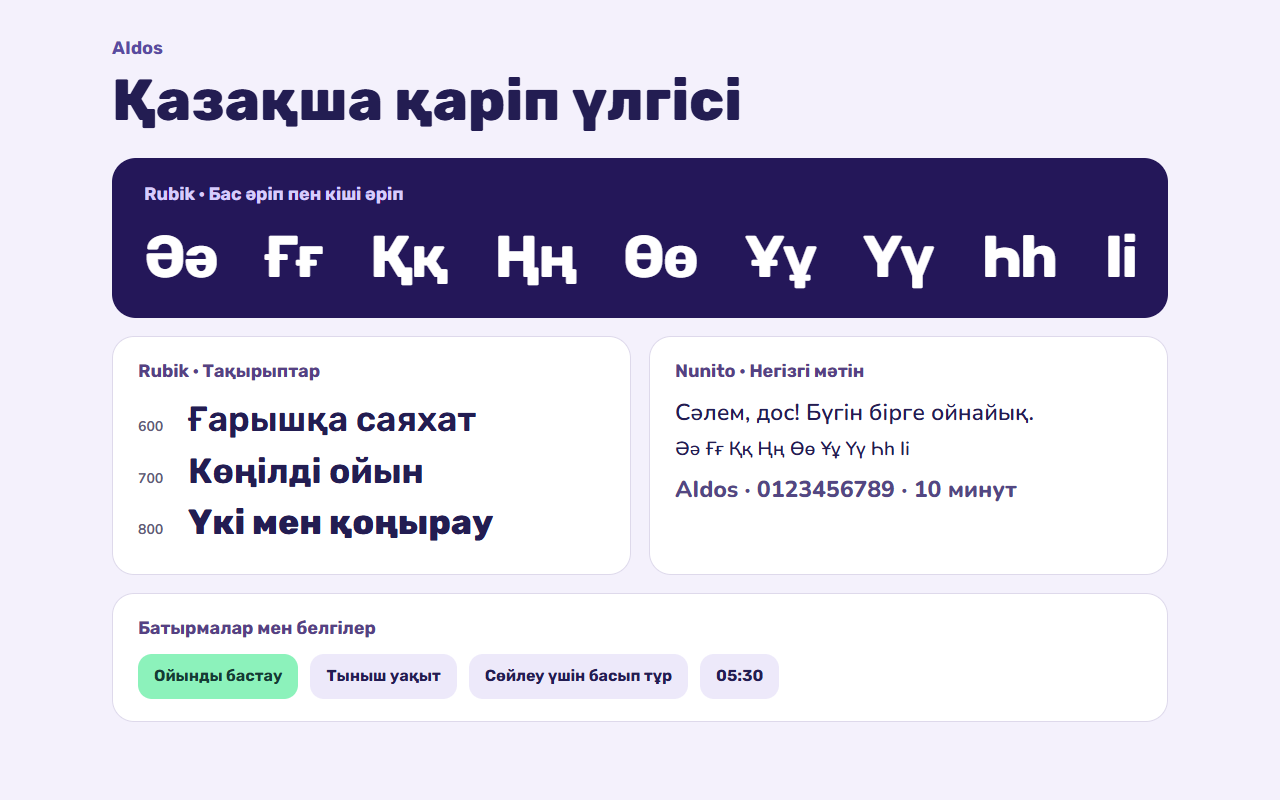 Aldos
Қазақша қаріп үлгісі
Rubik • Бас әріп пен кіші әріп
Әә Ғғ Ққ Ңң Өө Ұұ Үү Һһ Іі
Rubik • Тақырыптар
600 Ғарышқа саяхат
700 Көңілді ойын
800 Үкі мен қоңырау
Nunito • Негізгі мәтін
Сәлем, дос! Бүгін бірге ойнайық.
Әә Ғғ Ққ Ңң Өө Ұұ Үү Һһ Іі
Aldos · 0123456789 · 10 минут
Батырмалар мен белгілер
Ойынды бастау
Тыныш уақыт
Сөйлеу үшін басып тұр
05:30